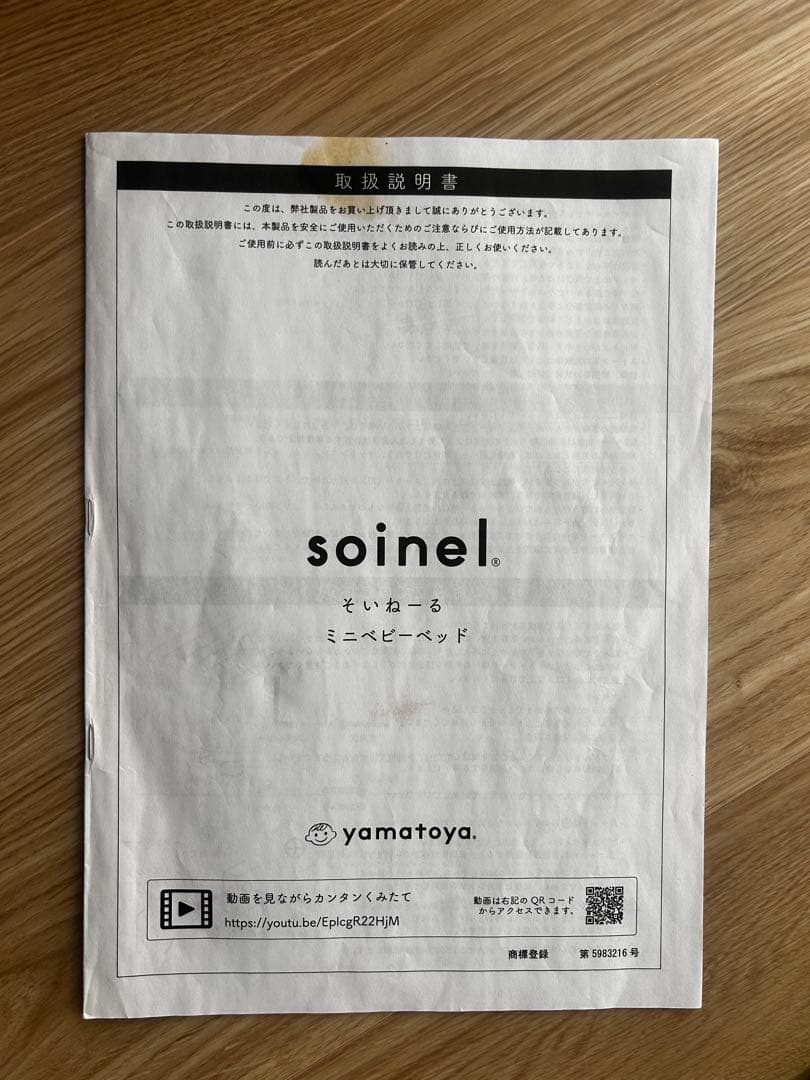 取扱説明書
この度は、弊社製品をお買い上げ頂きまして誠にありがとうございます。
この取扱説明書には、本製品を安全にご使用いただくためのご注意ならびにご使用方法が記載してあります。
ご使用前に必ずこの取扱説明書をよくお読みの上、正しくお使いください。
読んだあとは大切に保管してください。
soinel®
そいねーる
ミニベビーベッド
yamatoya®
動画を見ながらカンタンくみたて
https://youtu.be/EplcgR22HjM
動画は右記のQRコード
からアクセスできます。
商標登録 第5983216号